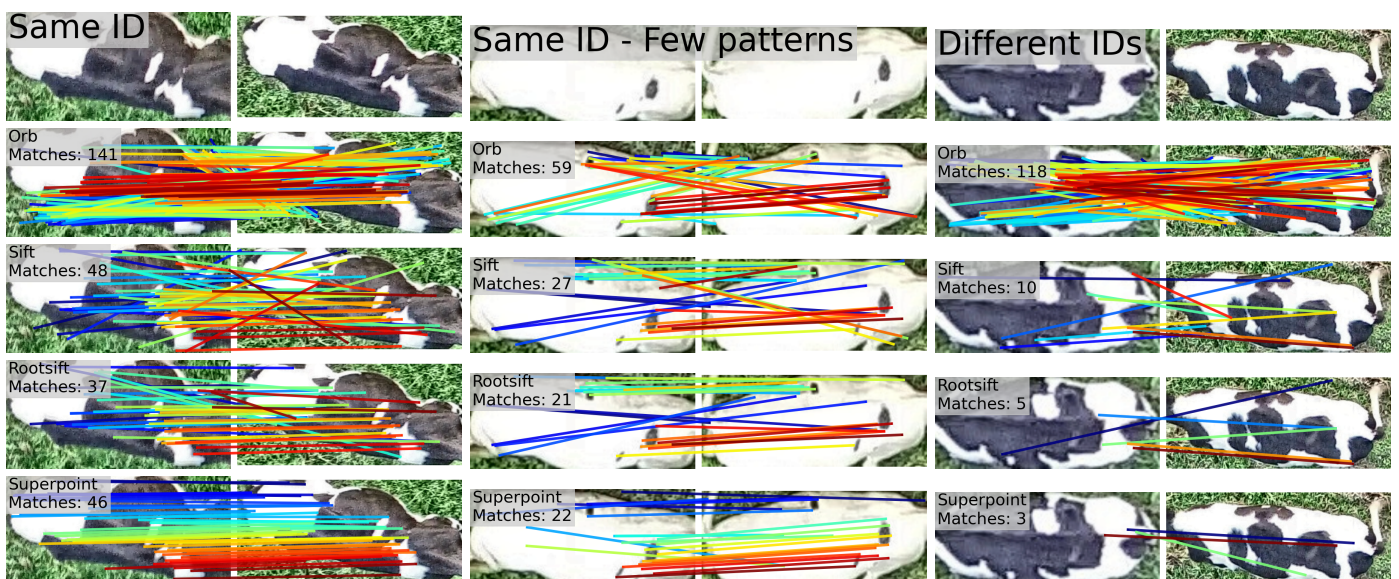 Same ID
Orb
Matches: 141
Sift
Matches: 48
Rootsift
Matches: 37
Superpoint
Matches: 46
Same ID - Few patterns
Orb
Matches: 59
Sift
Matches: 27
Rootsift
Matches: 21
Superpoint
Matches: 22
Different IDs
Orb
Matches: 118
Sift
Matches: 10
Rootsift
Matches: 5
Superpoint
Matches: 3